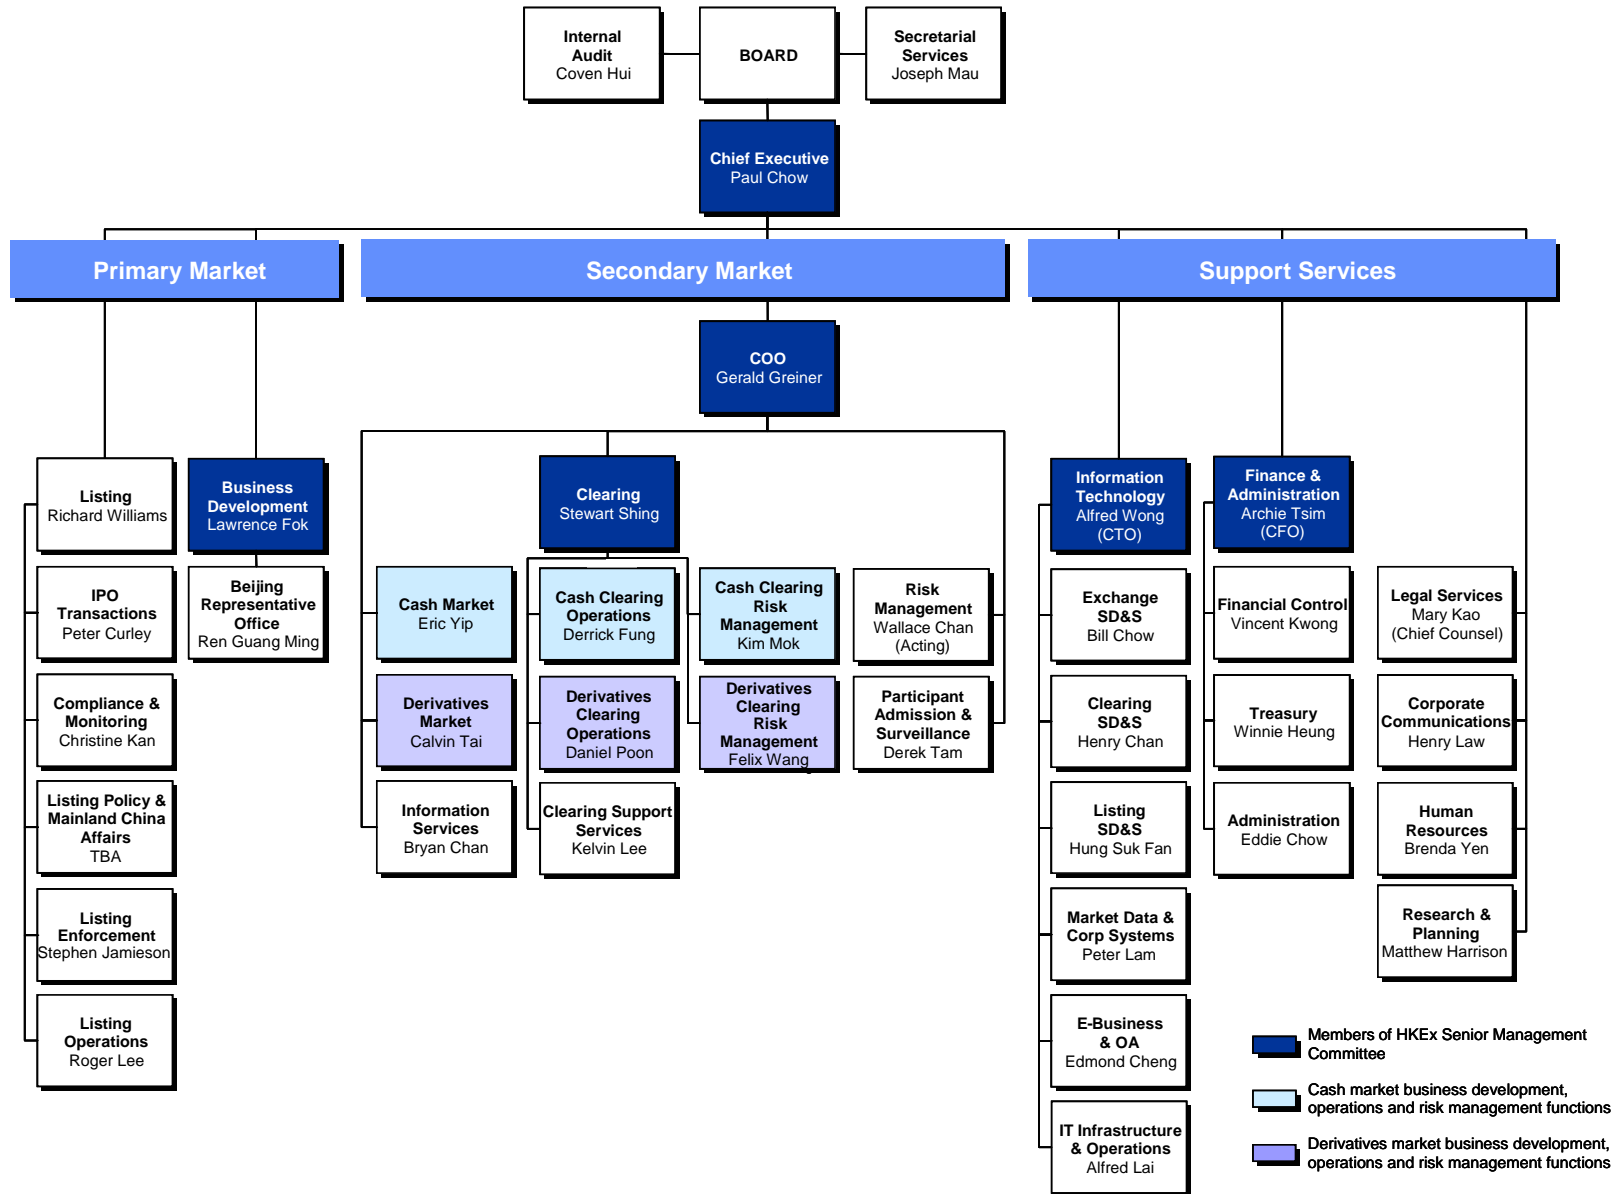 Internal
Audit
Coven Hui
BOARD
Secretarial
Services
Joseph Mau
Chief Executive
Paul Chow
Primary Market
Secondary Market
Support Services
COO
Gerald Greiner
Listing
Richard Williams
Business
Development
Lawrence Fok
Clearing
Stewart Shing
Information
Technology
Alfred Wong
(CTO)
Finance &
Administration
Archie Tsim
(CFO)
IPO
Transactions
Peter Curley
Beijing
Representative
Office
Ren Guang Ming
Cash Market
Eric Yip
Cash Clearing
Operations
Derrick Fung
Cash Clearing
Risk
Management
Kim Mok
Risk
Management
Wallace Chan
(Acting)
Exchange
SD&S
Bill Chow
Financial Control
Vincent Kwong
Legal Services
Mary Kao
(Chief Counsel)
Compliance &
Monitoring
Christine Kan
Derivatives
Market
Calvin Tai
Derivatives
Clearing
Operations
Daniel Poon
Derivatives
Clearing
Risk
Management
Felix Wang
Participant
Admission &
Surveillance
Derek Tam
Clearing
SD&S
Henry Chan
Treasury
Winnie Heung
Corporate
Communications
Henry Law
Listing Policy &
Mainland China
Affairs
TBA
Information
Services
Bryan Chan
Clearing Support
Services
Kelvin Lee
Listing
SD&S
Hung Suk Fan
Administration
Eddie Chow
Human
Resources
Brenda Yen
Listing
Enforcement
Stephen Jamieson
Market Data &
Corp Systems
Peter Lam
Research &
Planning
Matthew Harrison
Listing
Operations
Roger Lee
E-Business
& OA
Edmond Cheng
IT Infrastructure
& Operations
Alfred Lai
Members of HKEx Senior Management
Committee
Cash market business development,
operations and risk management functions
Derivatives market business development,
operations and risk management functions